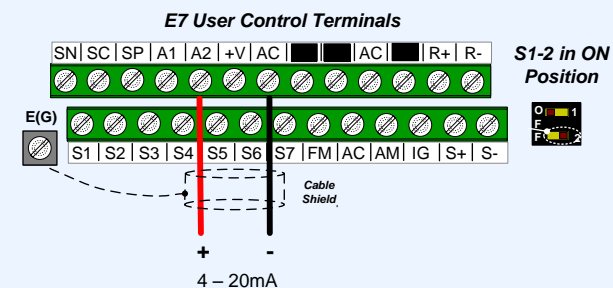 E7 User Control Terminals
SN SC SP A1 A2 +V AC AC R+ R-
S1-2 in ON
Position
E(G)
O 1
F
F 2
S1 S2 S3 S4 S5 S6 S7 FM AC AM IG S+ S-
Cable
Shield
+ -
4 – 20mA